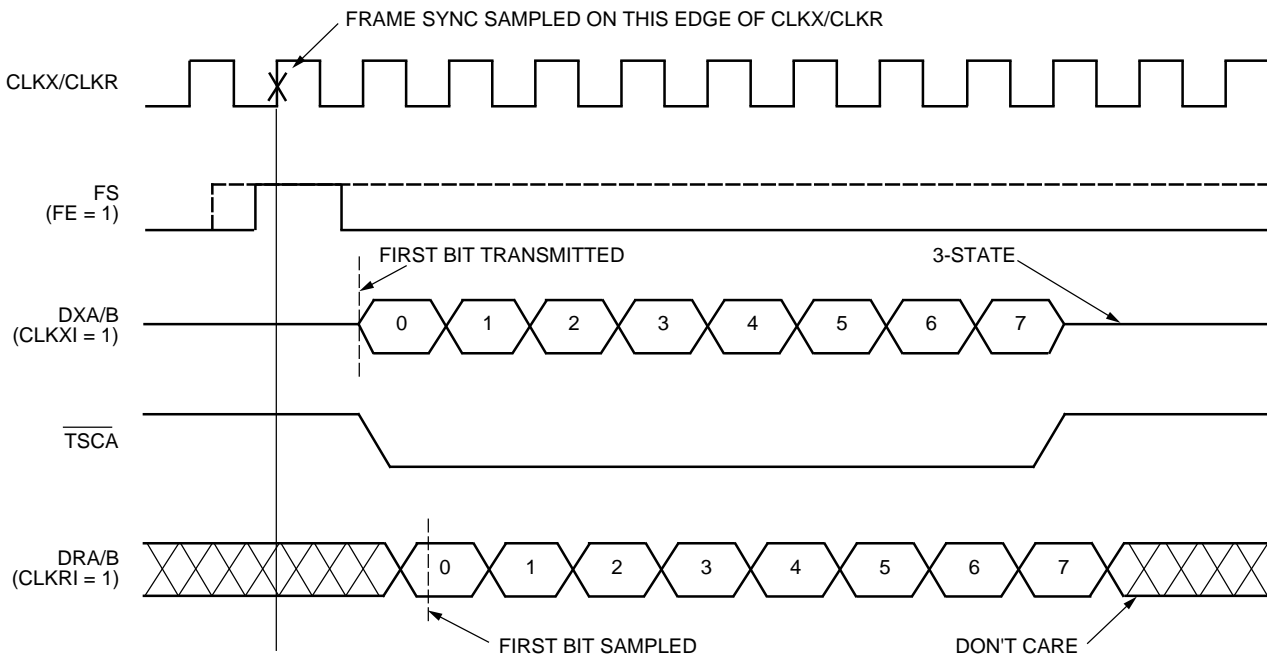 FRAME SYNC SAMPLED ON THIS EDGE OF CLKX/CLKR
CLKX/CLKR
FS
(FE = 1)
FIRST BIT TRANSMITTED
3-STATE
DXA/B
(CLKXI = 1)
0 1 2 3 4 5 6 7
TSCA
DRA/B
(CLKRI = 1)
0 1 2 3 4 5 6 7
FIRST BIT SAMPLED
DON'T CARE